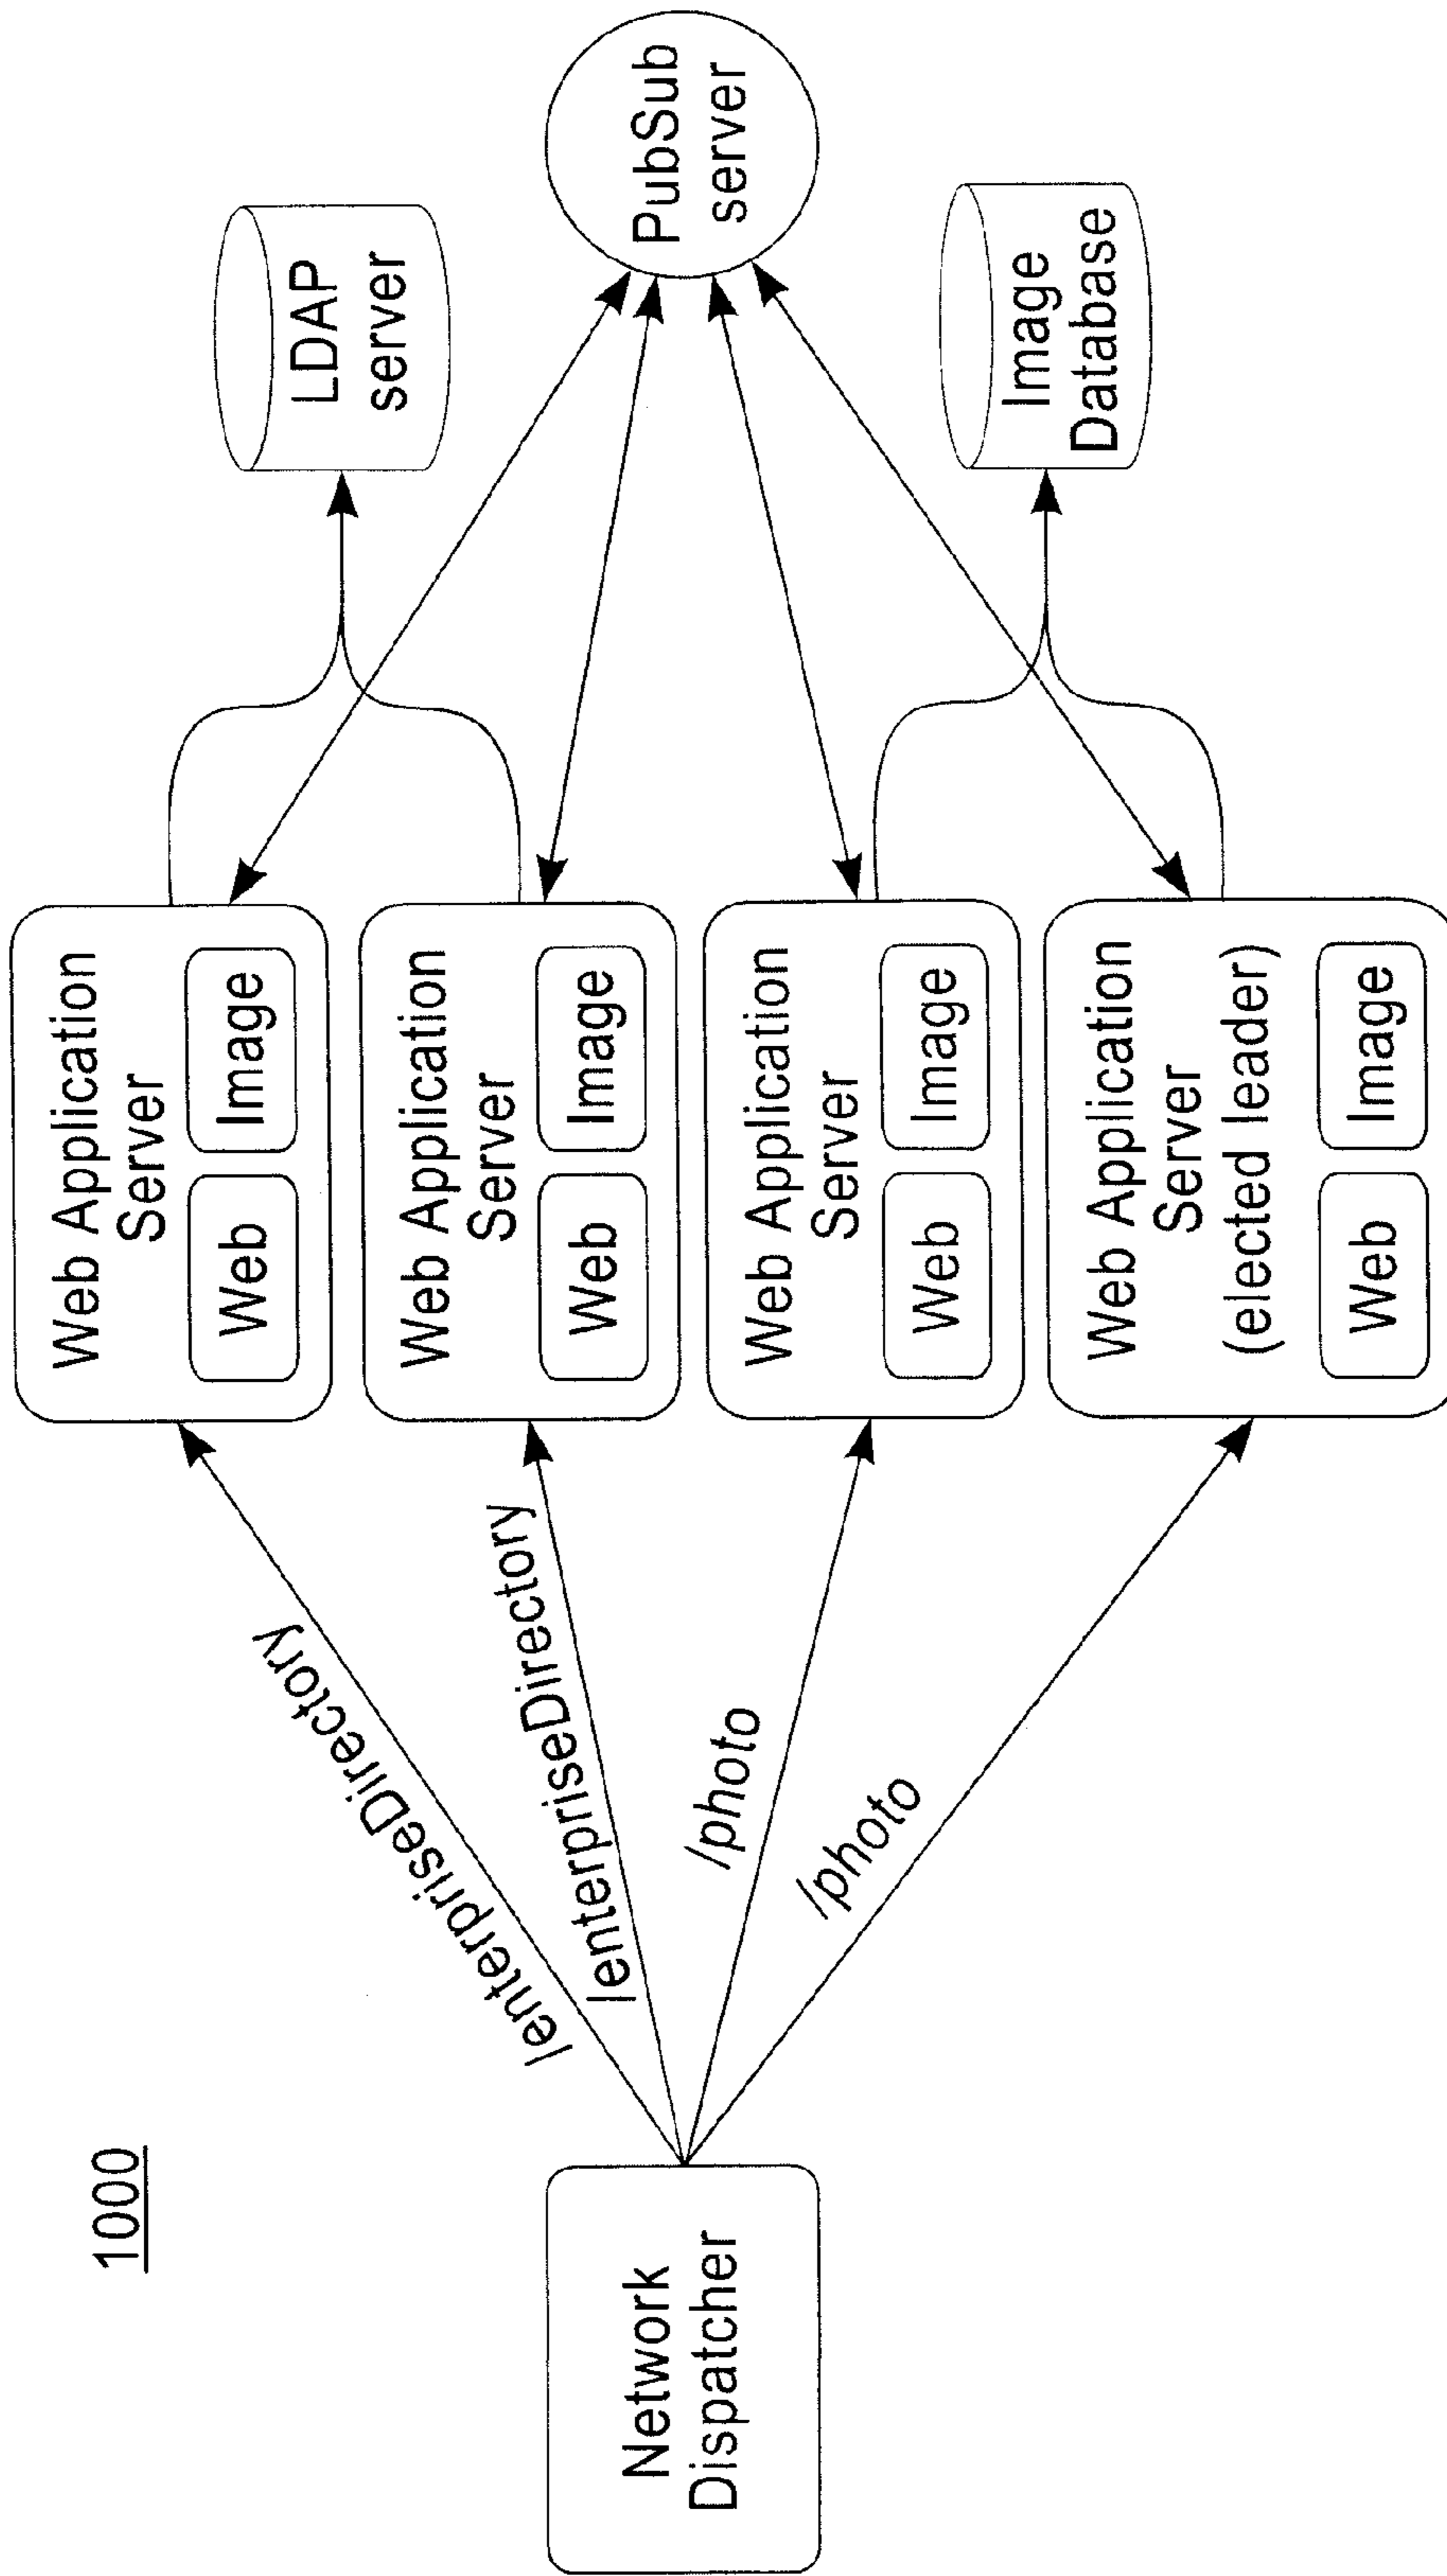 1000
Network
Dispatcher
/enterpriseDirectory
/enterpriseDirectory
/photo
/photo
Web Application
Server
Web
Image
Web Application
Server
Web
Image
Web Application
Server
Web
Image
Web Application
Server
(elected leader)
Web
Image
LDAP
server
PubSub
server
Image
Database